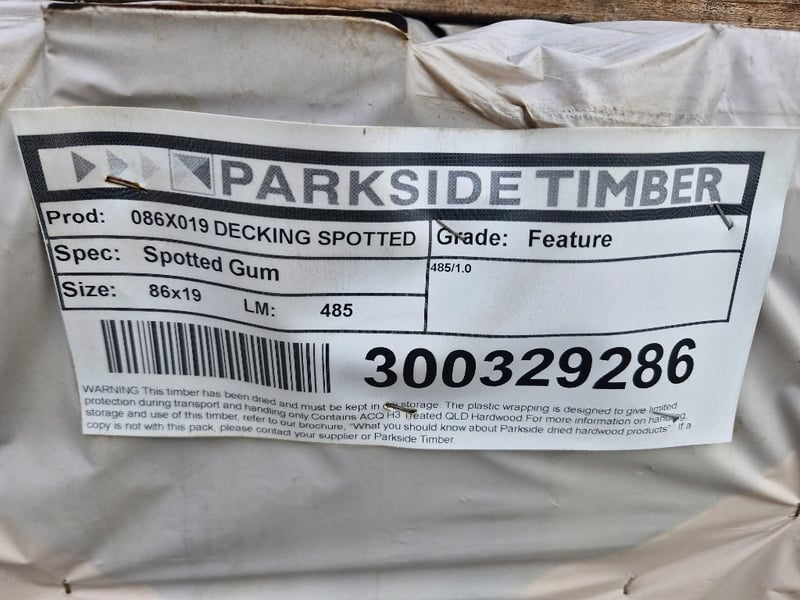 PARKSIDE TIMBER
Prod: 086X019 DECKING SPOTTED
Grade: Feature
Spec: Spotted Gum
485/1.0
Size: 86x19 LM: 485
300329286
WARNING This timber has been dried and must be kept in dry storage. The plastic wrapping is designed to give limited
protection during transport and handling only.Contains ACQ H3 Treated QLD Hardwood For more information on handling,
storage and use of this timber, refer to our brochure, "What you should know about Parkside dried hardwood products". If a
copy is not with this pack, please contact your supplier or Parkside Timber.